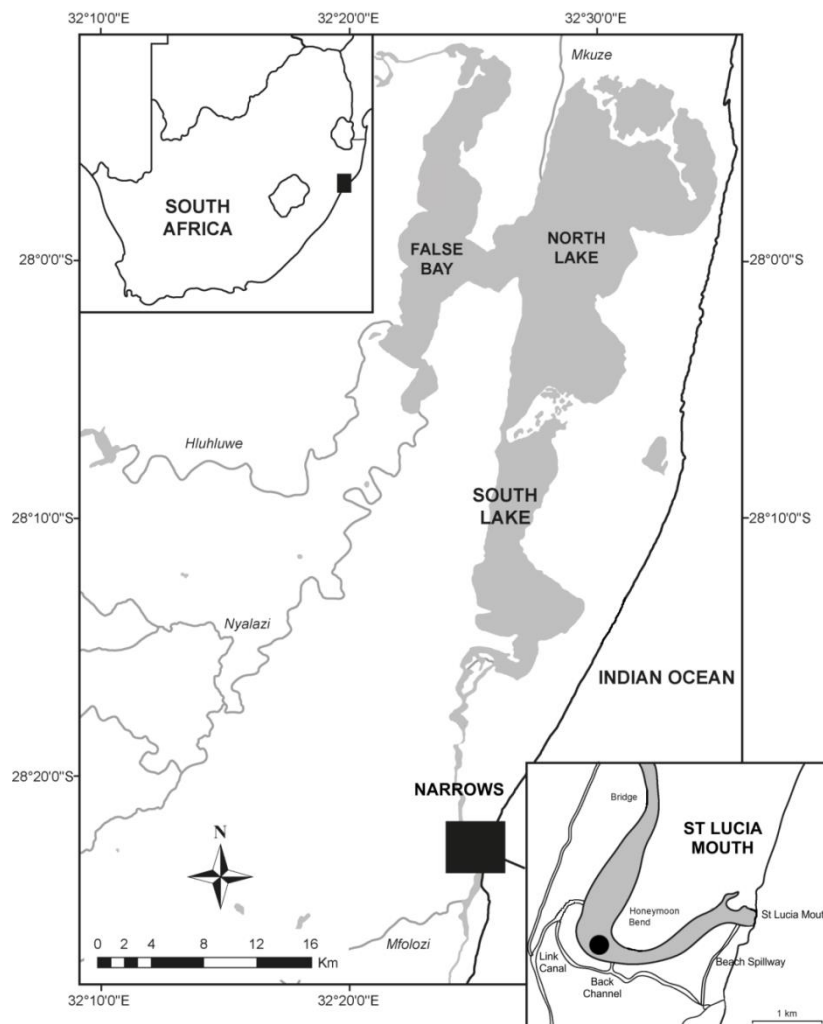 32°10'0"E
32°20'0"E
32°30'0"E
Mkuze
SOUTH
AFRICA
FALSE
BAY
NORTH
LAKE
28°0'0"S
28°0'0"S
Hluhluwe
SOUTH
LAKE
28°10'0"S
28°10'0"S
Nyalazi
INDIAN OCEAN
28°20'0"S
NARROWS
N
Mfolozi
0 2 4 8 12 16
Km
Bridge
ST LUCIA
MOUTH
Honeymoon
Bend
St Lucia Mout
Link
Canal
Beach Spillway
Back
Channel
1 km
32°10'0"E
32°20'0"E